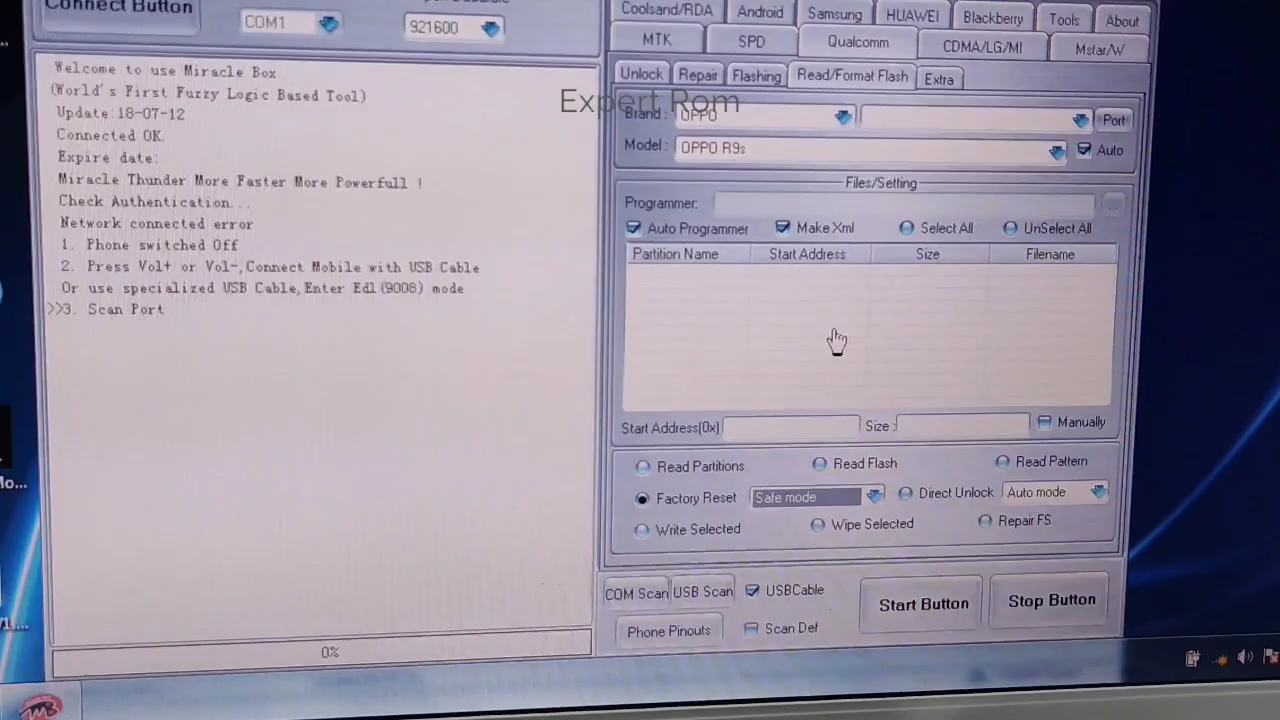 Connect Button
COM1
921600
Coolsand/RDA
Android
Samsung
HUAWEI
Blackberry
Tools
About
MTK
SPD
Qualcomm
CDMA/LG/MI
Mstar/W
Unlock
Repair
Flashing
Read/Format Flash
Extra
Expert Rom
Brand:
OPPO
Port
Model:
OPPO R9s
Auto
Welcome to use Miracle Box
(World's First Fuzzy Logic Based Tool)
Update:18-07-12
Connected OK
Expire date:
Miracle Thunder More Faster More Powerfull !
Check Authentication...
Network connected error
1. Phone switched Off
2. Press Vol+ or Vol-,Connect Mobile with USB Cable
Or use specialized USB Cable,Enter Edl(9008) mode
>>3. Scan Port
Files/Setting
Programmer:
...
Auto Programmer
Make Xml
Select All
UnSelect All
Partition Name
Start Address
Size
Filename
Start Address(0x)
Size:
Manually
Read Partitions
Read Flash
Read Pattern
Factory Reset
Safe mode
Direct Unlock
Auto mode
Write Selected
Wipe Selected
Repair FS
COM Scan
USB Scan
USBCable
Start Button
Stop Button
Phone Pinouts
Scan Def
0%